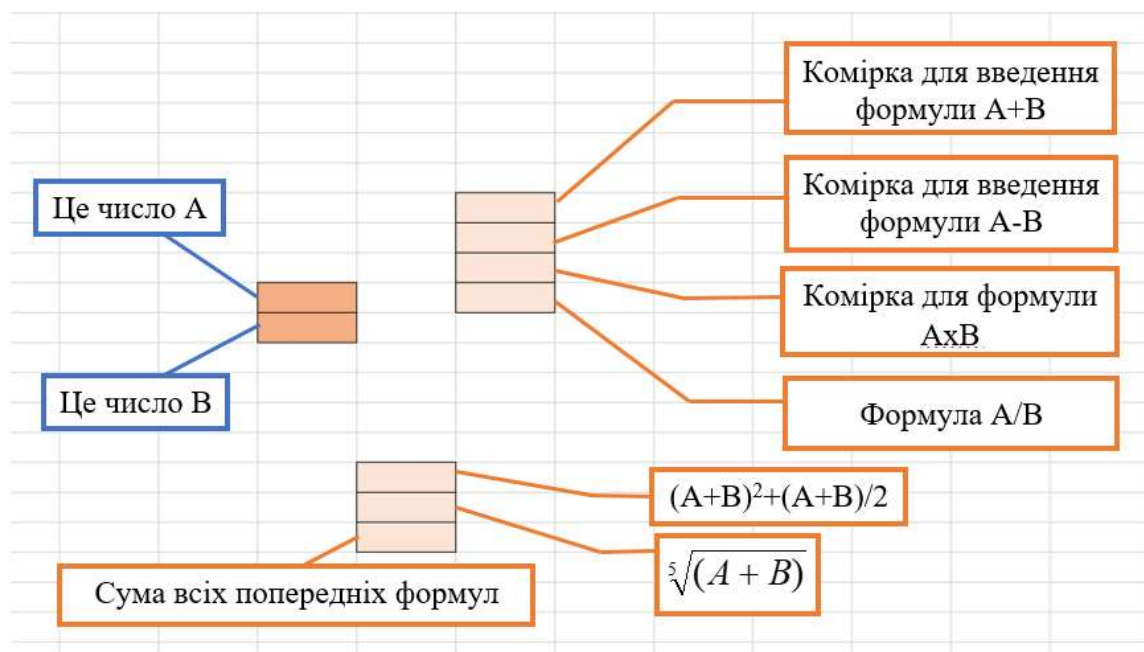 Комірка для введення
формули А+В
Комірка для введення
формули А-В
Це число А
Комірка для формули
АхВ
Це число В
Формула А/В
(А+В)²+(А+В)/2
⁵√(A + B)
Сума всіх попередніх формул